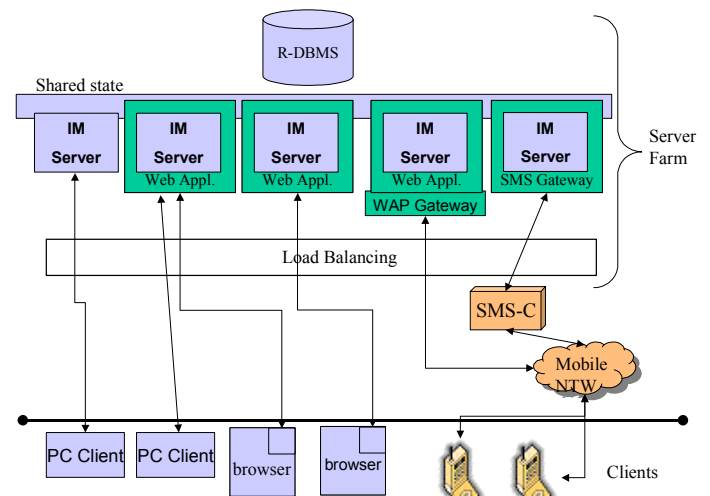 R-DBMS
Shared state
IM
Server
IM
Server
Web Appl.
IM
Server
Web Appl.
IM
Server
Web Appl.
WAP Gateway
IM
Server
SMS Gateway
Server
Farm
Load Balancing
SMS-C
Mobile
NTW
PC Client
PC Client
browser
browser
Clients